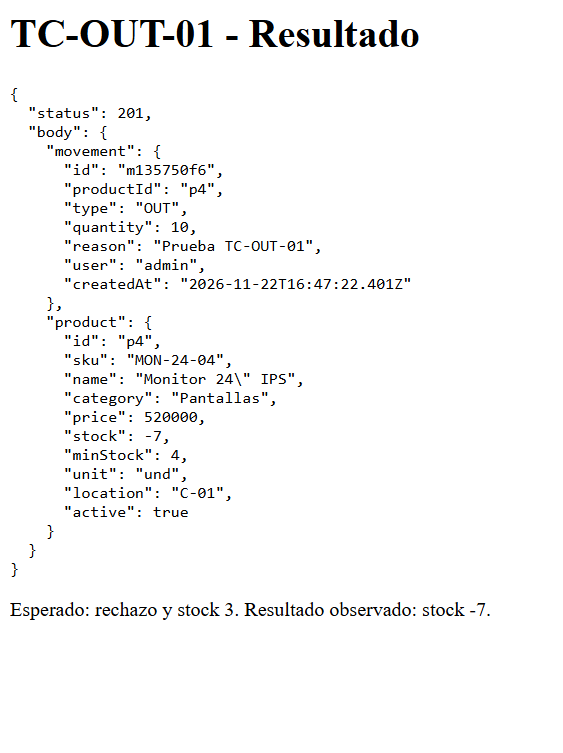 TC-OUT-01 - Resultado
{
  "status": 201,
  "body": {
    "movement": {
      "id": "m135750f6",
      "productId": "p4",
      "type": "OUT",
      "quantity": 10,
      "reason": "Prueba TC-OUT-01",
      "user": "admin",
      "createdAt": "2026-11-22T16:47:22.401Z"
    },
    "product": {
      "id": "p4",
      "sku": "MON-24-04",
      "name": "Monitor 24\" IPS",
      "category": "Pantallas",
      "price": 520000,
      "stock": -7,
      "minStock": 4,
      "unit": "und",
      "location": "C-01",
      "active": true
    }
  }
}
Esperado: rechazo y stock 3. Resultado observado: stock -7.